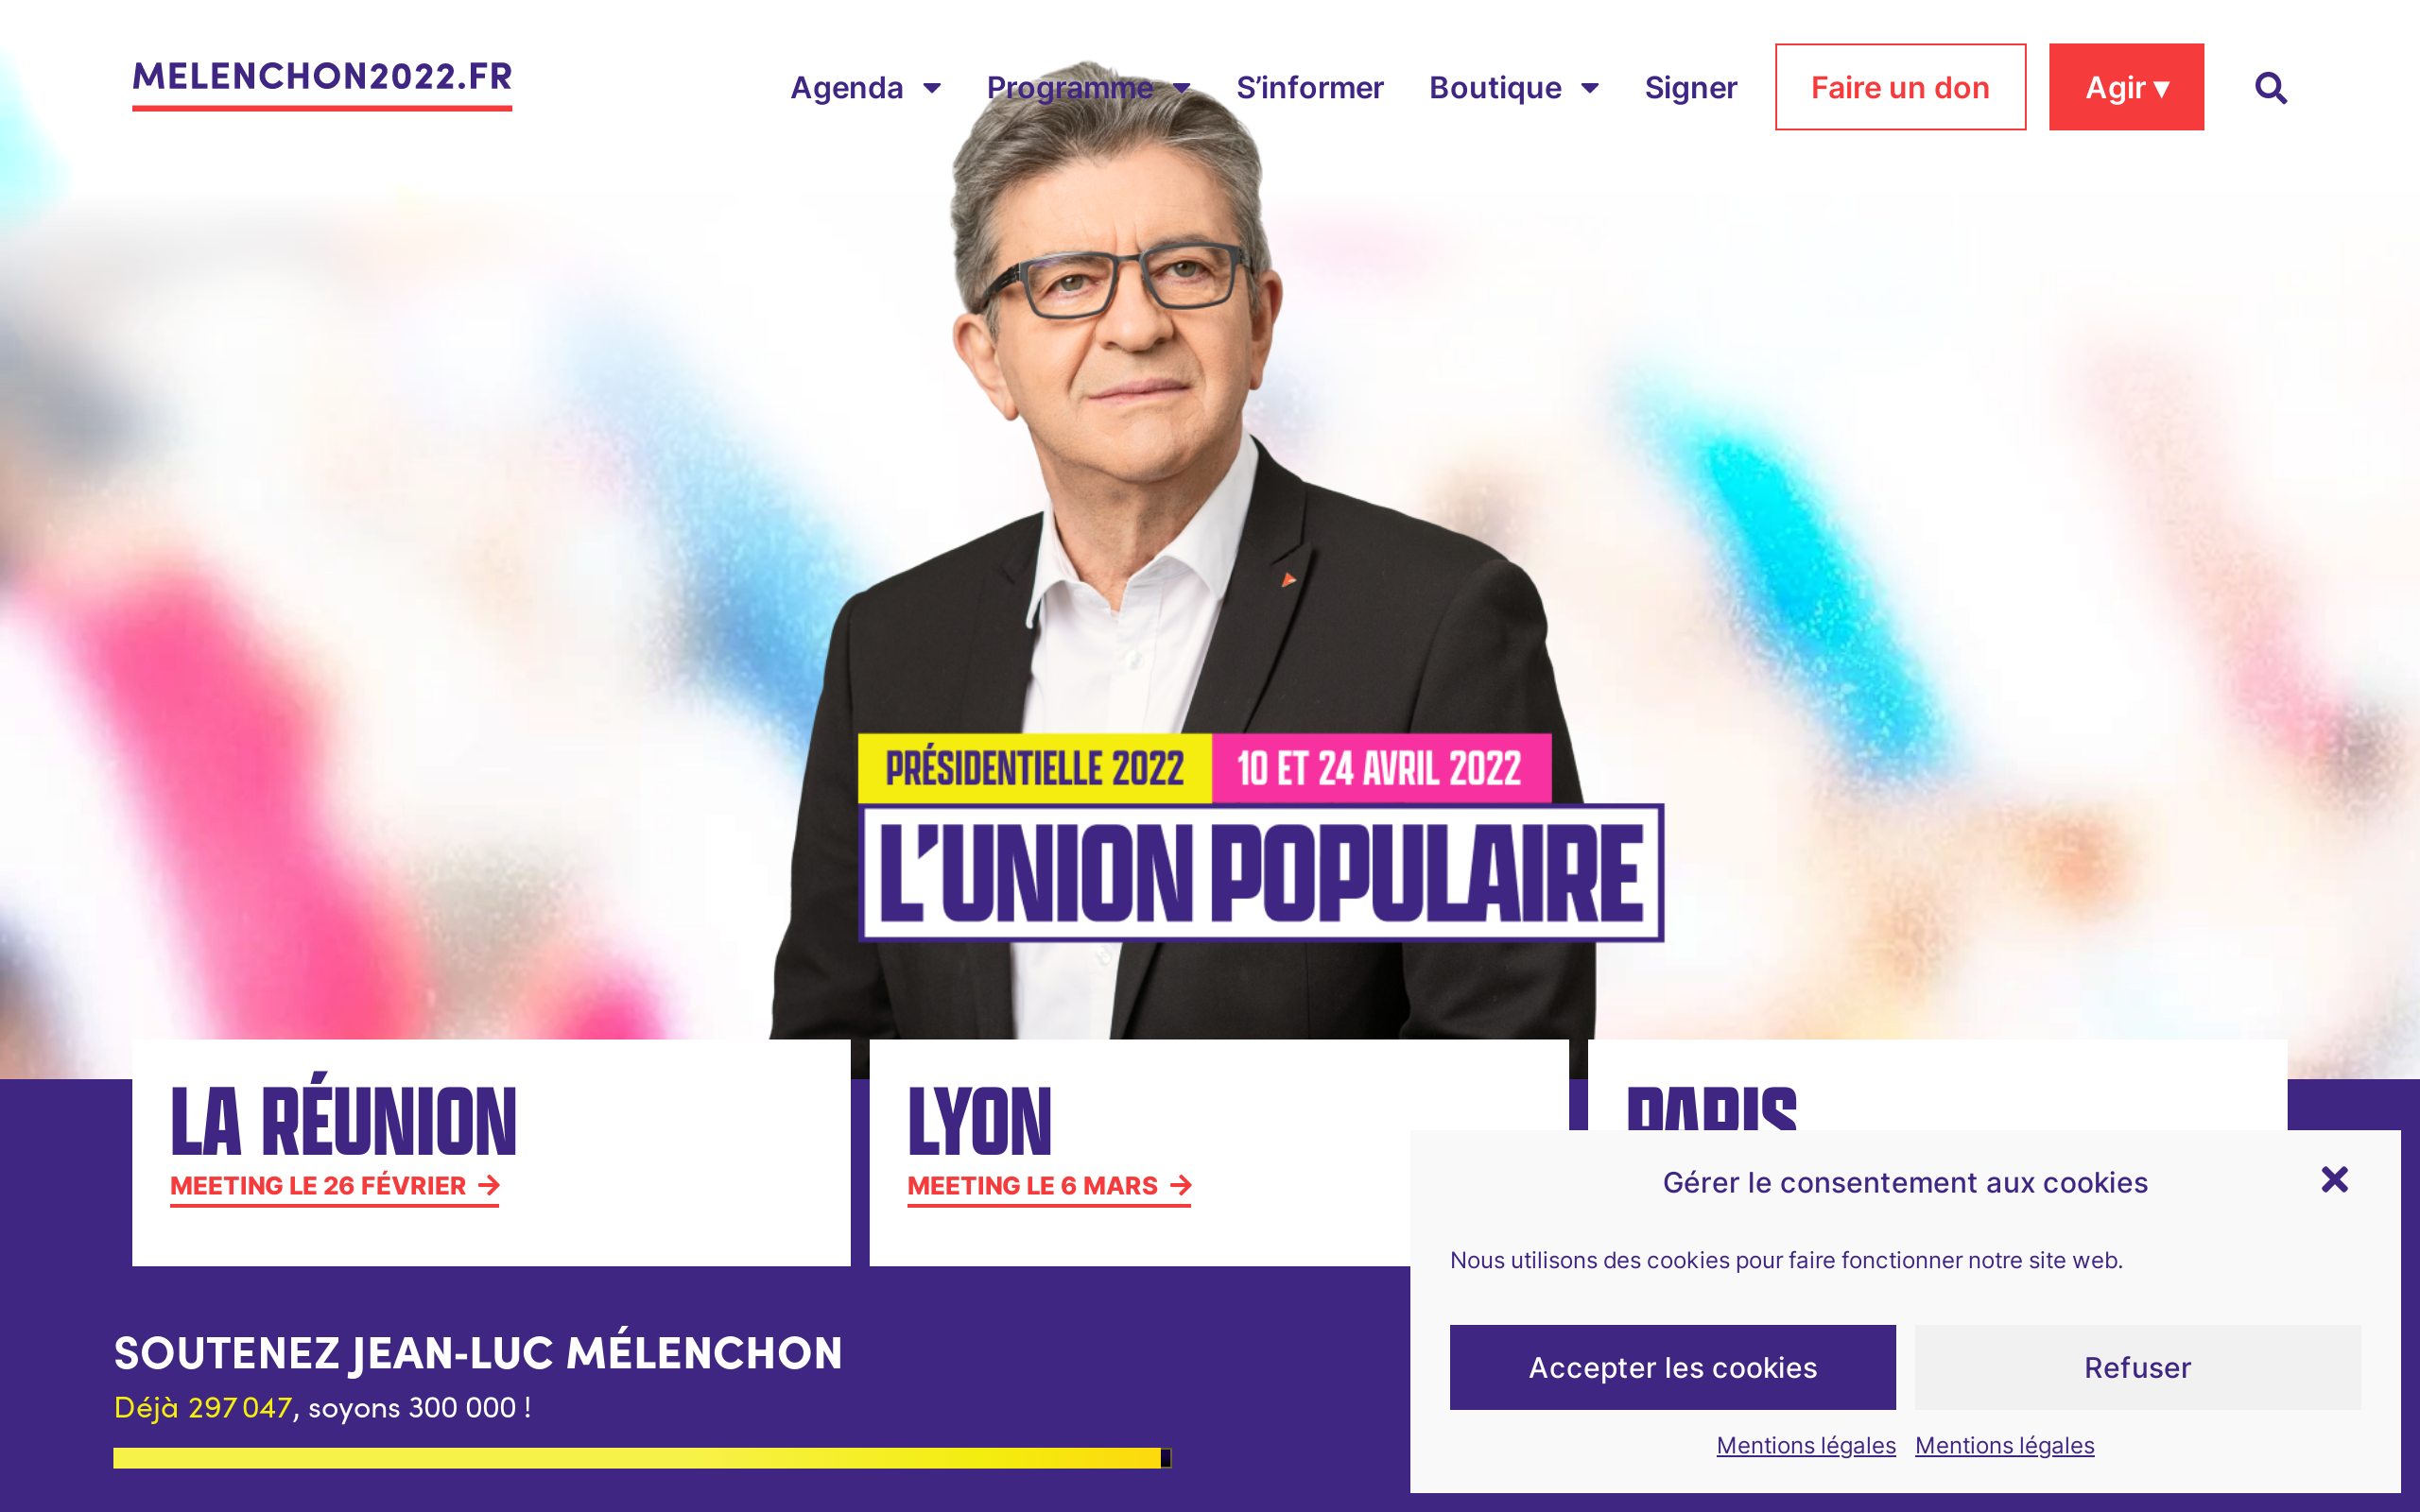 MELENCHON2022.FR
Agenda Programme S’informer Boutique Signer Faire un don Agir ▾
PRÉSIDENTIELLE 2022 10 ET 24 AVRIL 2022
L’UNION POPULAIRE
LA RÉUNION
MEETING LE 26 FÉVRIER →
LYON
MEETING LE 6 MARS →
PARIS
Gérer le consentement aux cookies
Nous utilisons des cookies pour faire fonctionner notre site web.
Accepter les cookies Refuser
Mentions légales Mentions légales
SOUTENEZ JEAN-LUC MÉLENCHON
Déjà 297 047, soyons 300 000 !